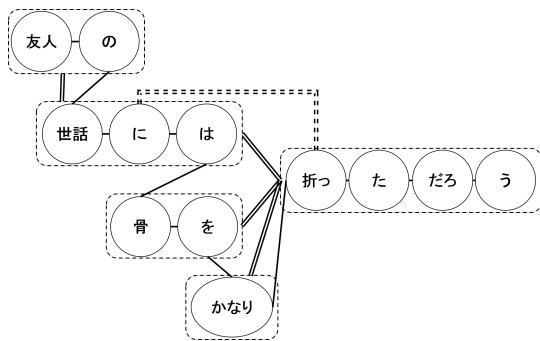 友人 の
世話 に は
骨 を
かなり
折っ た だろ う